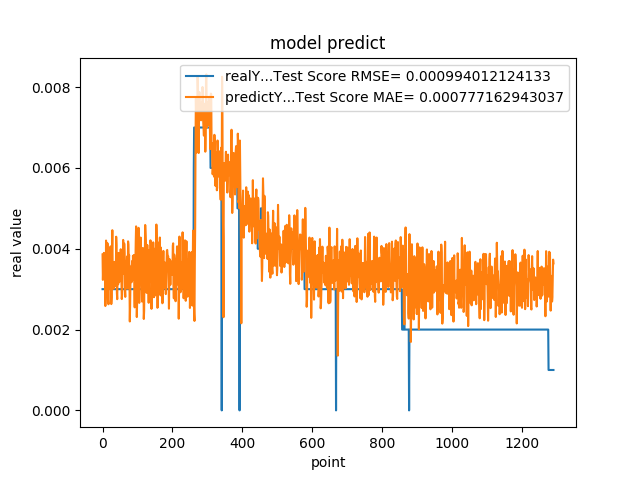 model predict
realY...Test Score RMSE= 0.000994012124133
predictY...Test Score MAE= 0.000777162943037
real value
0.008
0.006
0.004
0.002
0.000
0 200 400 600 800 1000 1200
point